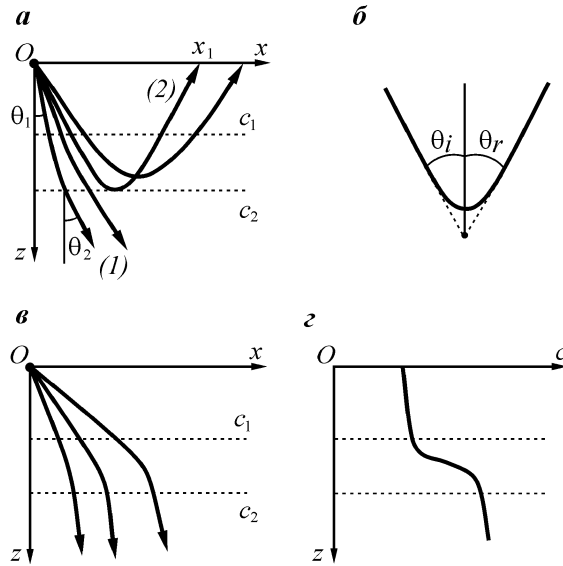 а
O
x₁
x
θ₁
(2)
c₁
c₂
z
θ₂
(1)
б
θᵢ
θᵣ
в
O
x
c₁
c₂
z
г
O
c
z